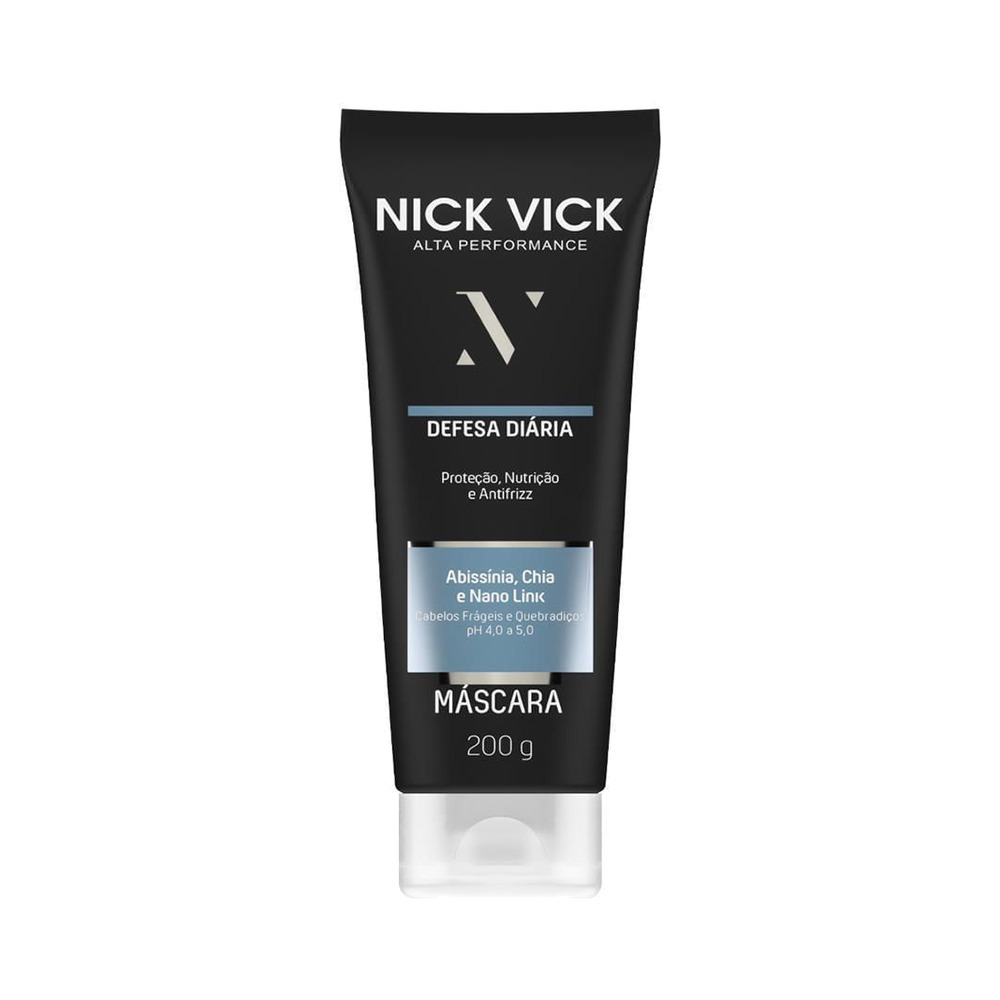 NICK VICK
ALTA PERFORMANCE
N
DEFESA DIÁRIA
Proteção, Nutrição
e Antifrizz
Abissínia, Chia
e Nano Link
Cabelos Frágeis e Quebradiços
pH 4,0 a 5,0
MÁSCARA
200 g